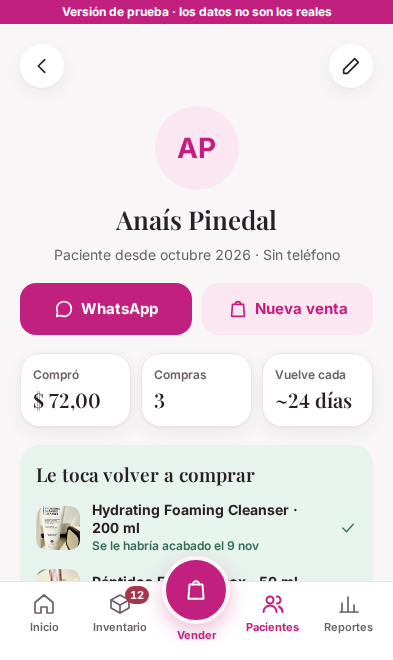 Versión de prueba · los datos no son los reales
AP
Anaís Pinedal
Paciente desde octubre 2026 · Sin teléfono
WhatsApp
Nueva venta
Compró
$ 72,00
Compras
3
Vuelve cada
~24 días
Le toca volver a comprar
Hydrating Foaming Cleanser ·
200 ml
Se le habría acabado el 9 nov
50 ml
12
Inicio
Inventario
Vender
Pacientes
Reportes